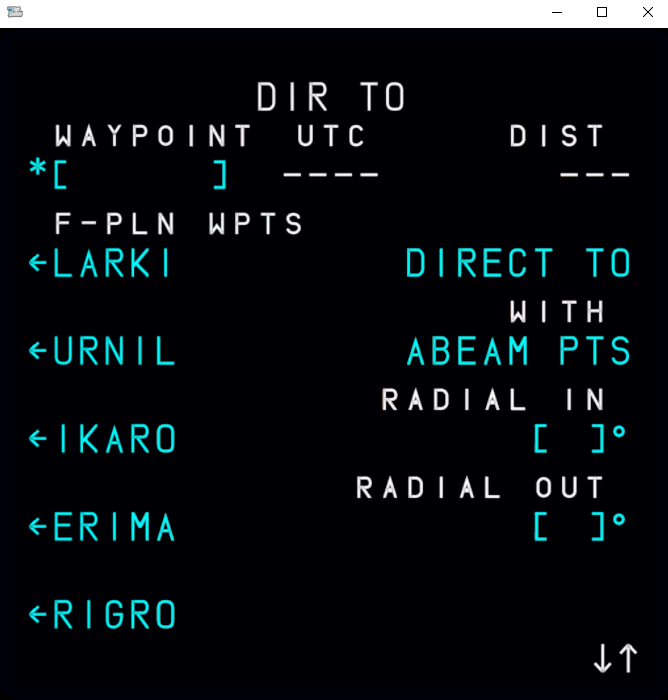 DIR TO
WAYPOINT UTC DIST
*[ ] ---- ---
F-PLN WPTS
←LARKI DIRECT TO
WITH
←URNIL ABEAM PTS
RADIAL IN
←IKARO [ ]°
RADIAL OUT
←ERIMA [ ]°
←RIGRO
↓↑